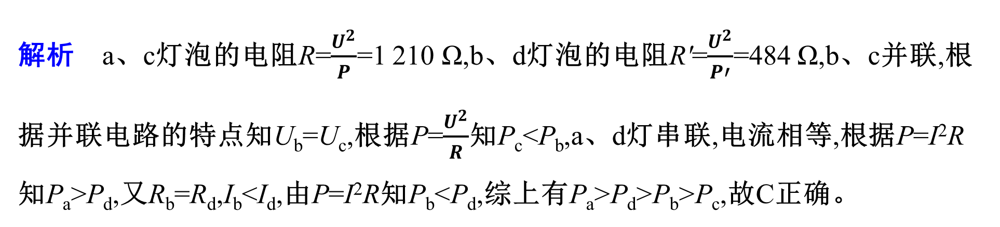 解析 a、c灯泡的电阻R=U²/P=1 210 Ω,b、d灯泡的电阻R'=U²/P'=484 Ω,b、c并联,根
据并联电路的特点知U_b=U_c,根据P=U²/R知P_c<P_b,a、d灯串联,电流相等,根据P=I²R
知P_a>P_d,又R_b=R_d,I_b<I_d,由P=I²R知P_b<P_d,综上有P_a>P_d>P_b>P_c,故C正确。